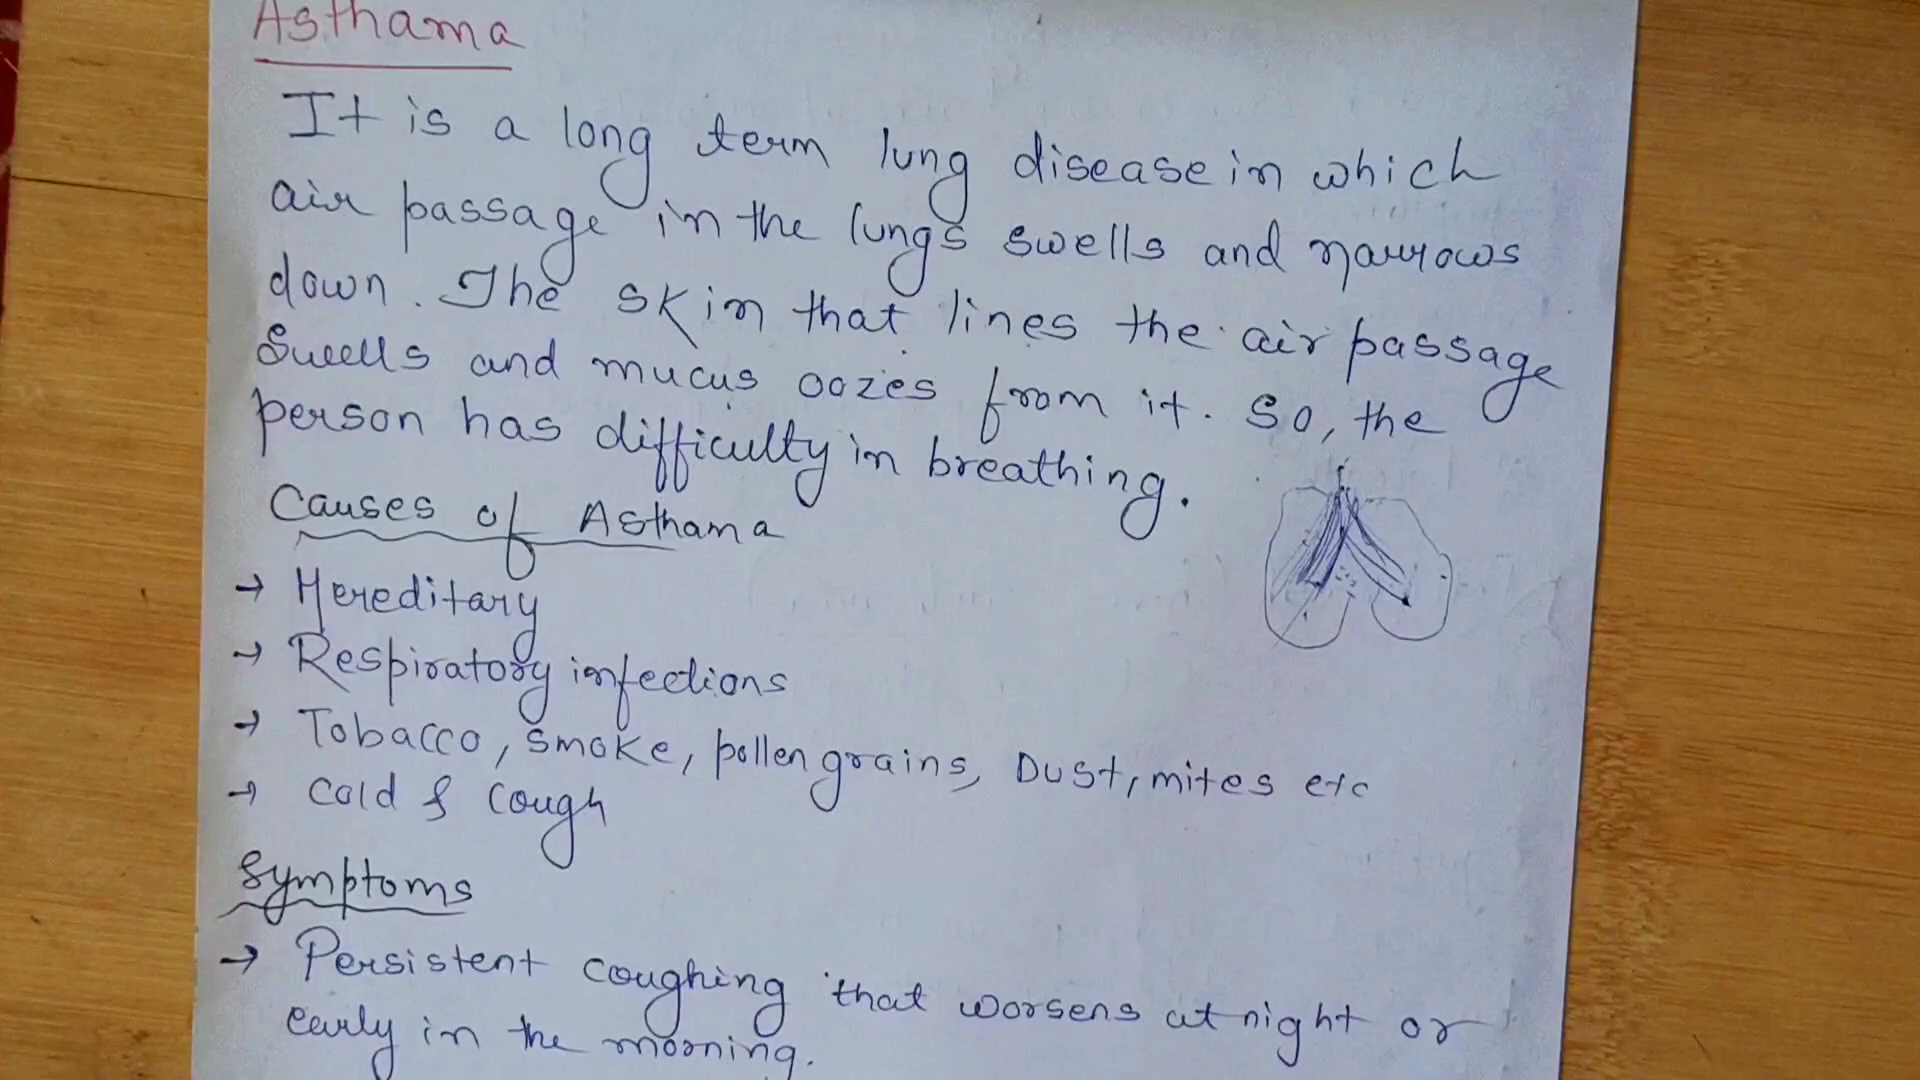 Asthama
It is a long term lung disease in which
air passage in the lungs swells and narrows
down. The skin that lines the air passage
Swells and mucus oozes from it. So, the
person has difficulty in breathing.
Causes of Asthama
→ Hereditary
→ Respiratory infections
→ Tobacco, smoke, pollen grains, Dust, mites etc
→ Cold & Cough
Symptoms
→ Persistent coughing that worsens at night or
early in the morning.